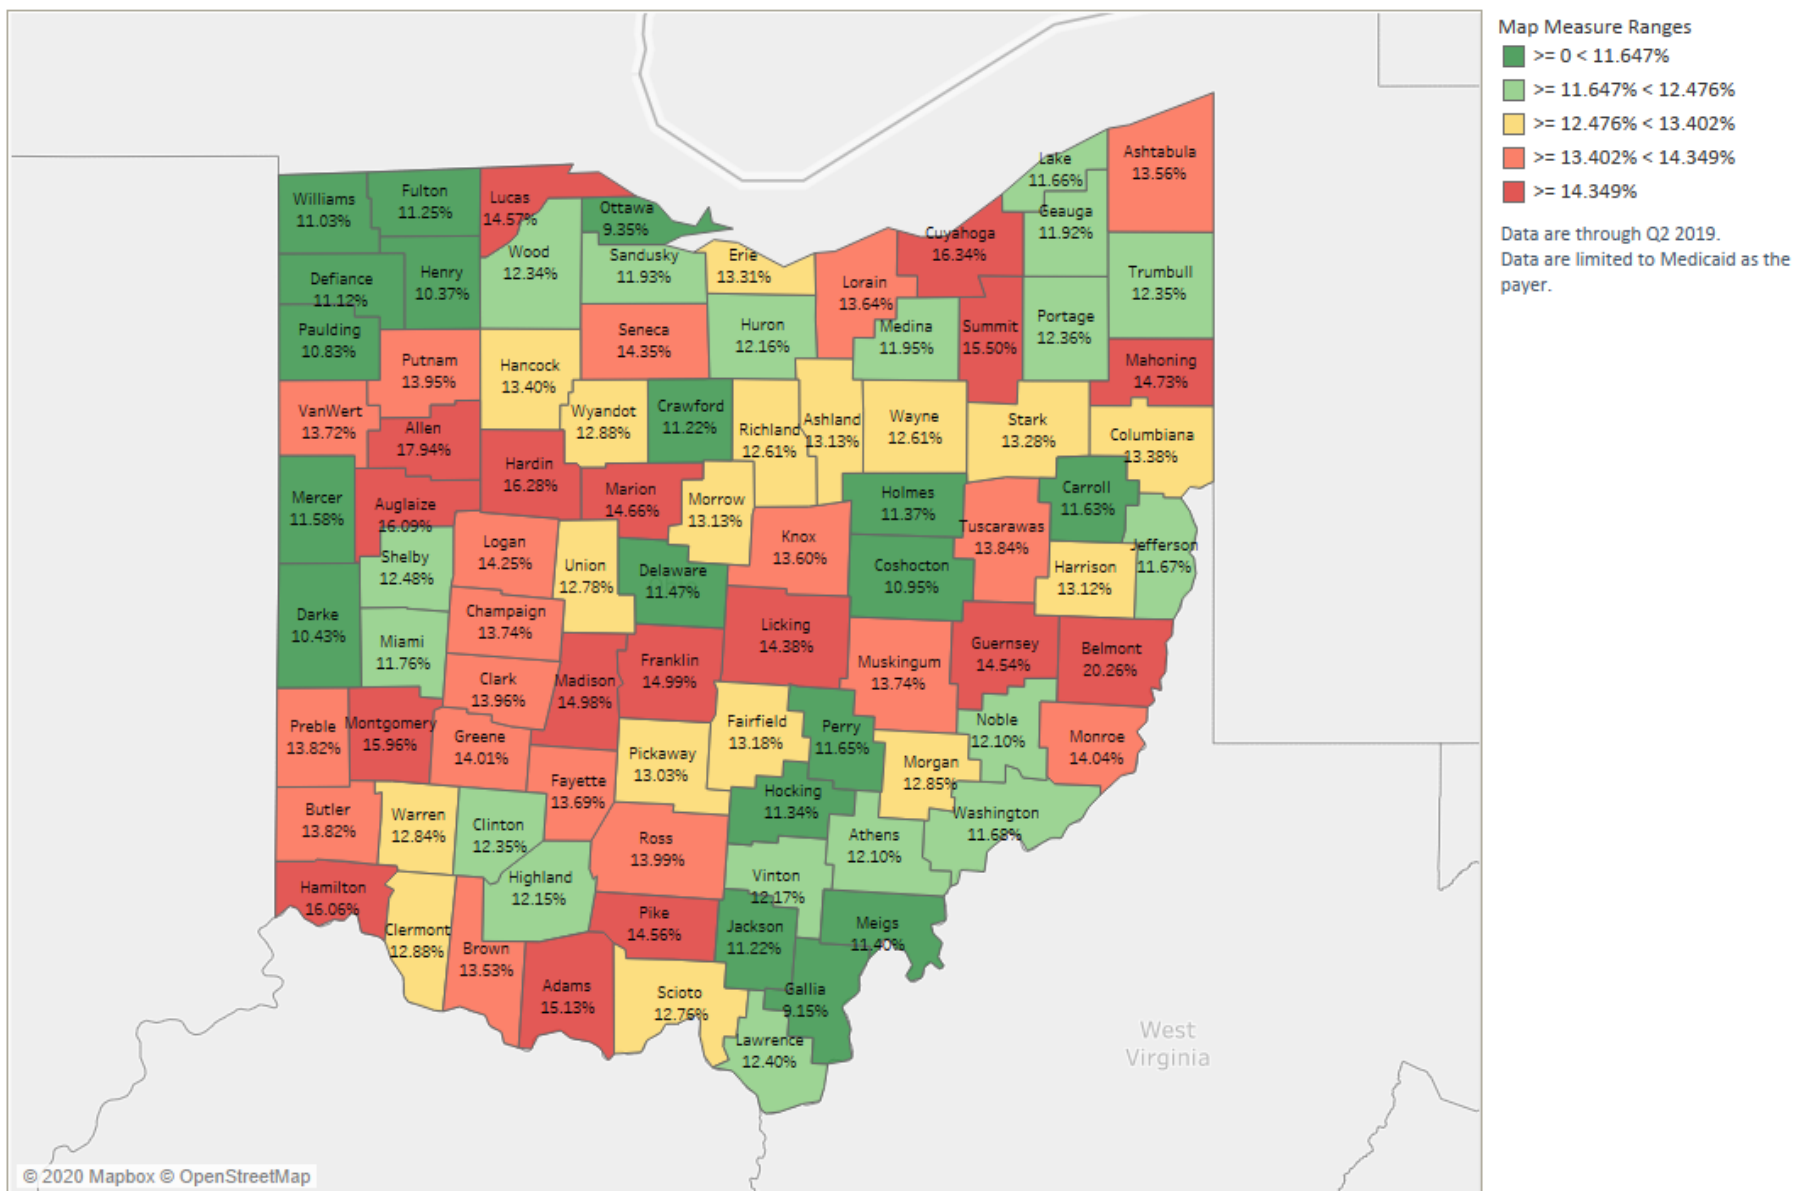 Map Measure Ranges
>= 0 < 11.647%
>= 11.647% < 12.476%
>= 12.476% < 13.402%
>= 13.402% < 14.349%
>= 14.349%
Data are through Q2 2019.
Data are limited to Medicaid as the
payer.
Williams
11.03%
Fulton
11.25%
Lucas
14.57%
Ottawa
9.35%
Lake
11.66%
Ashtabula
13.56%
Geauga
11.92%
Cuyahoga
16.34%
Defiance
11.12%
Henry
10.37%
Wood
12.34%
Sandusky
11.93%
Erie
13.31%
Lorain
13.64%
Trumbull
12.35%
Paulding
10.83%
Putnam
13.95%
Hancock
13.40%
Seneca
14.35%
Huron
12.16%
Medina
11.95%
Summit
15.50%
Portage
12.36%
Mahoning
14.73%
VanWert
13.72%
Allen
17.94%
Wyandot
12.88%
Crawford
11.22%
Richland
12.61%
Ashland
13.13%
Wayne
12.61%
Stark
13.28%
Columbiana
13.38%
Mercer
11.58%
Auglaize
16.09%
Hardin
16.28%
Marion
14.66%
Morrow
13.13%
Holmes
11.37%
Carroll
11.63%
Tuscarawas
13.84%
Jefferson
11.67%
Shelby
12.48%
Logan
14.25%
Union
12.78%
Delaware
11.47%
Knox
13.60%
Coshocton
10.95%
Harrison
13.12%
Darke
10.43%
Miami
11.76%
Champaign
13.74%
Licking
14.38%
Guernsey
14.54%
Belmont
20.26%
Clark
13.96%
Madison
14.98%
Franklin
14.99%
Muskingum
13.74%
Preble
13.82%
Montgomery
15.96%
Greene
14.01%
Fairfield
13.18%
Perry
11.65%
Noble
12.10%
Monroe
14.04%
Pickaway
13.03%
Morgan
12.85%
Fayette
13.69%
Hocking
11.34%
Butler
13.82%
Warren
12.84%
Clinton
12.35%
Ross
13.99%
Athens
12.10%
Washington
11.68%
Hamilton
16.06%
Highland
12.15%
Vinton
12.17%
Clermont
12.88%
Brown
13.53%
Pike
14.56%
Jackson
11.22%
Meigs
11.40%
Adams
15.13%
Scioto
12.76%
Gallia
9.15%
Lawrence
12.40%
West
Virginia
© 2020 Mapbox © OpenStreetMap